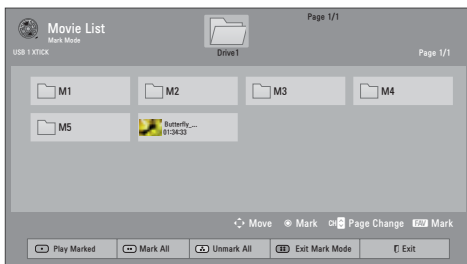 Movie List
Page 1/1
Mark Mode
USB 1 XTICK
Drive1
Page 1/1
M1
M2
M3
M4
M5
Butterfly_...
01:34:33
Move
Mark
CH
Page Change
FAV Mark
Play Marked
Mark All
Unmark All
Exit Mark Mode
Exit